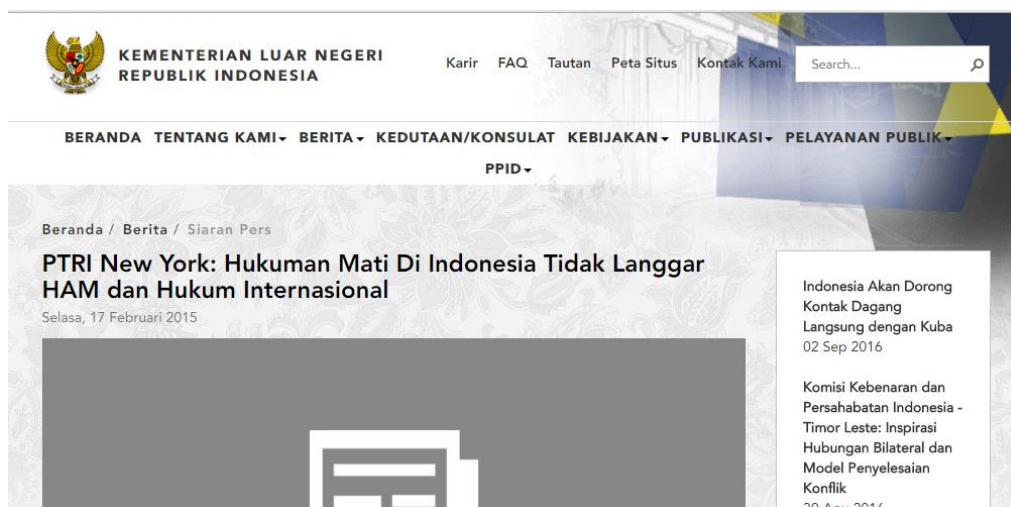 KEMENTERIAN LUAR NEGERI
REPUBLIK INDONESIA
Karir FAQ Tautan Peta Situs Kontak Kami Search...
BERANDA TENTANG KAMI BERITA KEDUTAAN/KONSULAT KEBIJAKAN PUBLIKASI PELAYANAN PUBLIK
PPID
Beranda / Berita / Siaran Pers
PTRI New York: Hukuman Mati Di Indonesia Tidak Langgar
HAM dan Hukum Internasional
Selasa, 17 Februari 2015
Indonesia Akan Dorong
Kontak Dagang
Langsung dengan Kuba
02 Sep 2016
Komisi Kebenaran dan
Persahabatan Indonesia -
Timor Leste: Inspirasi
Hubungan Bilateral dan
Model Penyelesaian
Konflik